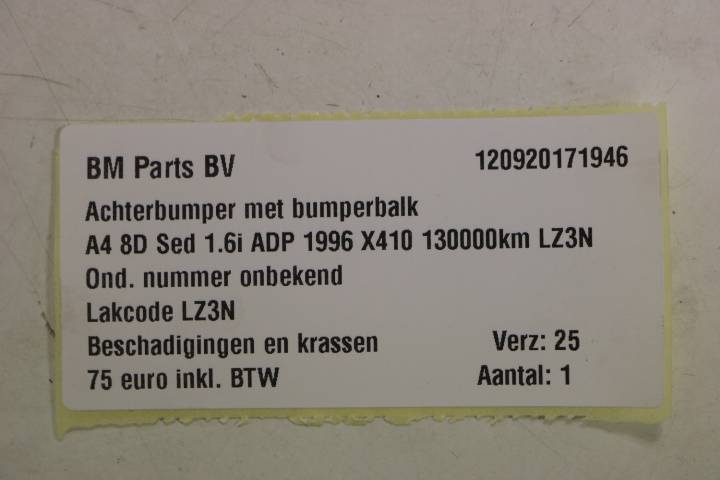 BM Parts BV 120920171946
Achterbumper met bumperbalk
A4 8D Sed 1.6i ADP 1996 X410 130000km LZ3N
Ond. nummer onbekend
Lakcode LZ3N
Beschadigingen en krassen Verz: 25
75 euro inkl. BTW Aantal: 1